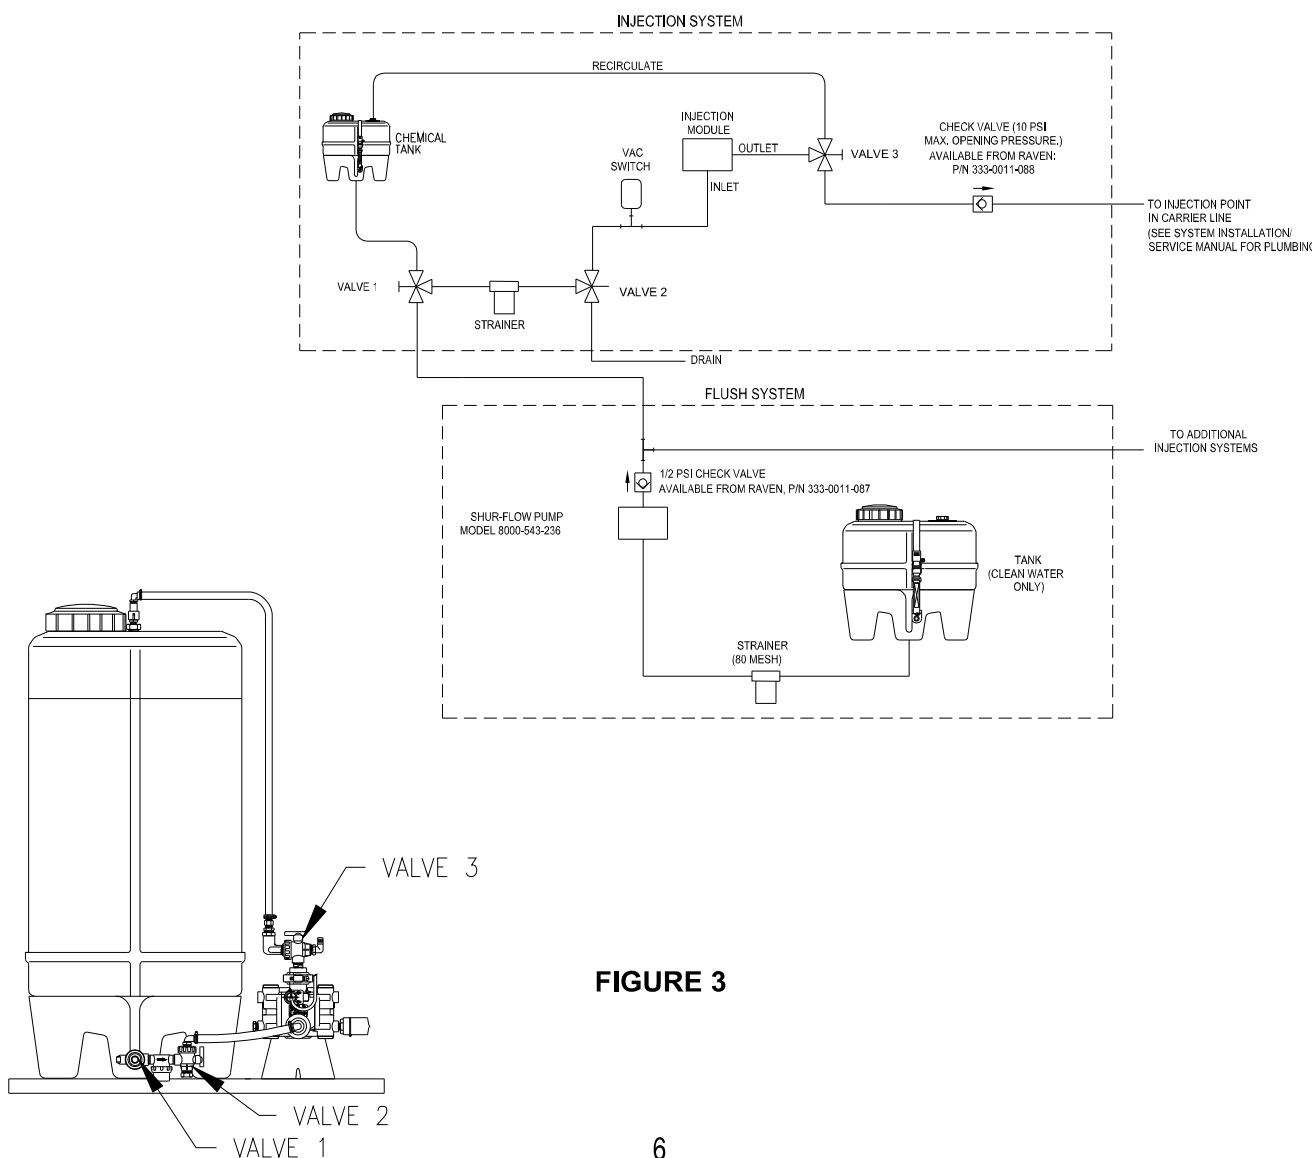 INJECTION SYSTEM
RECIRCULATE
CHEMICAL
TANK
INJECTION
MODULE
VAC
SWITCH
OUTLET
INLET
VALVE 3
CHECK VALVE (10 PSI
MAX. OPENING PRESSURE.)
AVAILABLE FROM RAVEN:
P/N 333-0011-088
TO INJECTION POINT
IN CARRIER LINE
(SEE SYSTEM INSTALLATION/
SERVICE MANUAL FOR PLUMBING
VALVE 1
STRAINER
VALVE 2
DRAIN
FLUSH SYSTEM
TO ADDITIONAL
INJECTION SYSTEMS
1/2 PSI CHECK VALVE
AVAILABLE FROM RAVEN, P/N 333-0011-087
SHUR-FLOW PUMP
MODEL 8000-543-236
TANK
(CLEAN WATER
ONLY)
STRAINER
(80 MESH)
VALVE 3
FIGURE 3
VALVE 2
VALVE 1
6